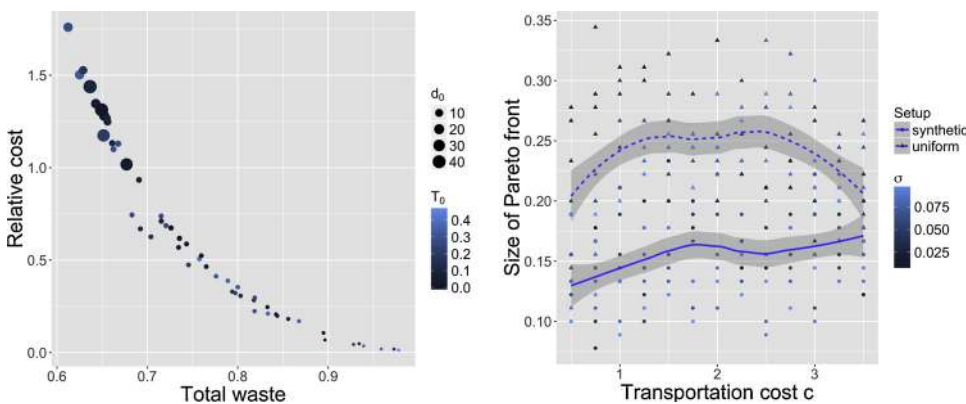 1.5
1.0
0.5
0.0
0.6
0.7
0.8
0.9
Relative cost
Total waste
d0
10
20
30
40
T0
0.4
0.3
0.2
0.1
0.0
0.35
0.30
0.25
0.20
0.15
0.10
1
2
3
Size of Pareto front
Transportation cost c
Setup
synthetic
uniform
σ
0.075
0.050
0.025